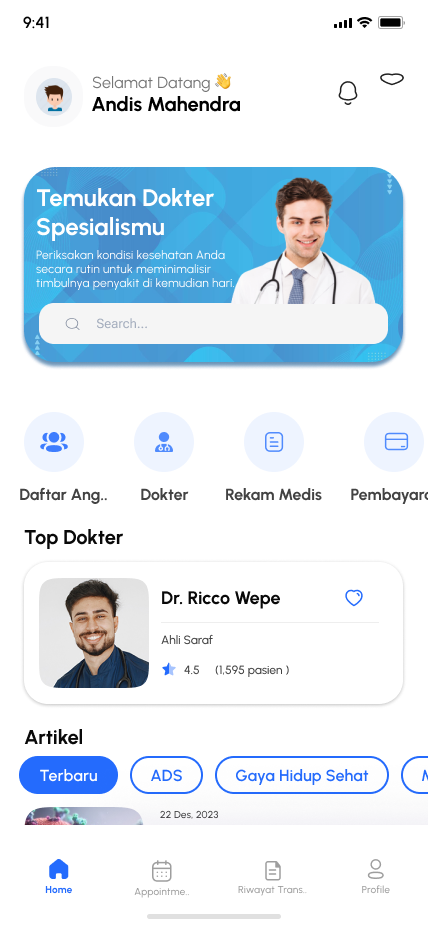 9:41
Selamat Datang 👋
Andis Mahendra
Temukan Dokter
Spesialismu
Periksakan kondisi kesehatan Anda
secara rutin untuk meminimalisir
timbulnya penyakit di kemudian hari.
Search...
Daftar Ang.. Dokter Rekam Medis Pembayara
Top Dokter
Dr. Ricco Wepe
Ahli Saraf
4.5 (1,595 pasien )
Artikel
Terbaru ADS Gaya Hidup Sehat
22 Des, 2023
Home Appointme.. Riwayat Trans.. Profile